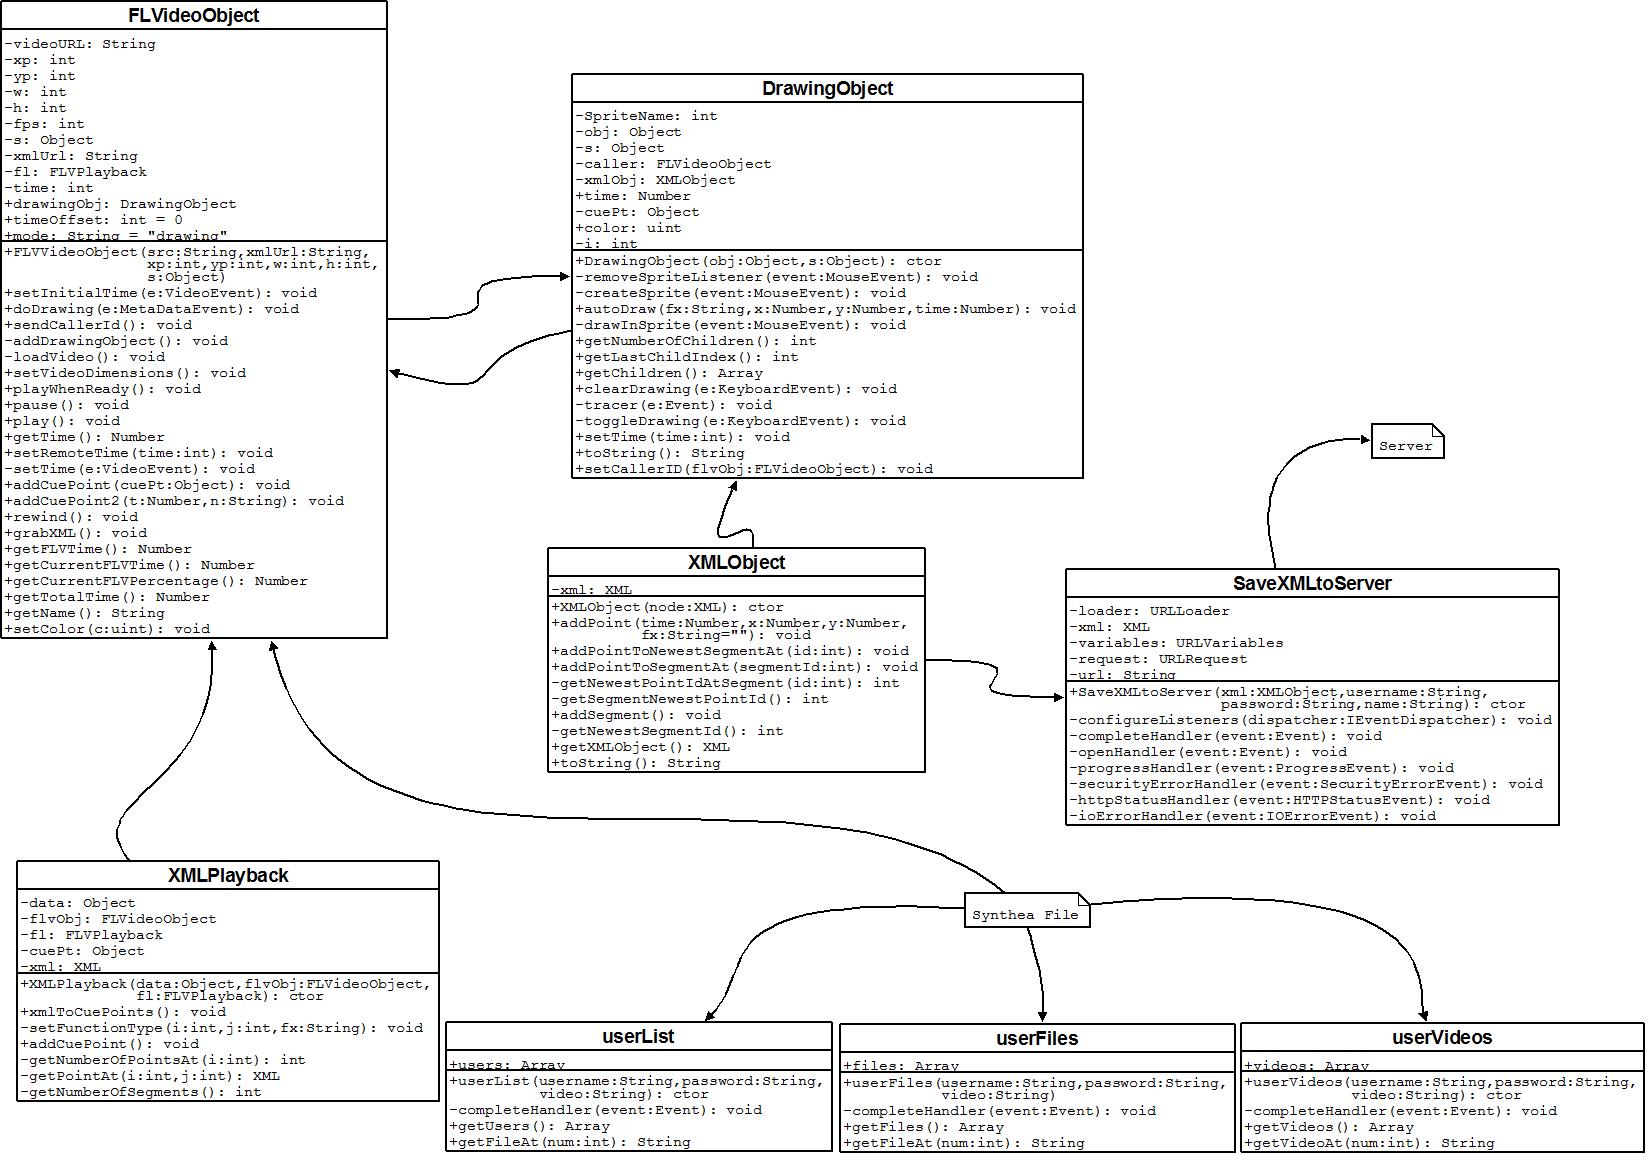 FLVideoObject
-videoURL: String
-xp: int
-yp: int
-w: int
-h: int
-fps: int
-s: Object
-xmlUrl: String
-fl: FLVPlayback
-time: int
+drawingObj: DrawingObject
+timeOffset: int = 0
+mode: String = "drawing"
+FLVVideoObject(src:String,xmlUrl:String,
xp:int,yp:int,w:int,h:int,
s:Object)
+setInitialTime(e:VideoEvent): void
+doDrawing(e:MetaDataEvent): void
+sendCallerId(): void
-addDrawingObject(): void
-loadVideo(): void
+setVideoDimensions(): void
+playWhenReady(): void
+pause(): void
+play(): void
+getTime(): Number
+setRemoteTime(time:int): void
-setTime(e:VideoEvent): void
+addCuePoint(cuePt:Object): void
+addCuePoint2(t:Number,n:String): void
+rewind(): void
+grabXML(): void
+getFLVTime(): Number
+getCurrentFLVTime(): Number
+getCurrentFLVPercentage(): Number
+getTotalTime(): Number
+getName(): String
+setColor(c:uint): void
DrawingObject
-SpriteName: int
-obj: Object
-s: Object
-caller: FLVideoObject
-xmlObj: XMLObject
+time: Number
-cuePt: Object
+color: uint
-i: int
+DrawingObject(obj:Object,s:Object): ctor
-removeSpriteListener(event:MouseEvent): void
-createSprite(event:MouseEvent): void
+autoDraw(fx:String,x:Number,y:Number,time:Number): void
-drawInSprite(event:MouseEvent): void
+getNumberOfChildren(): int
+getLastChildIndex(): int
+getChildren(): Array
+clearDrawing(e:KeyboardEvent): void
-tracer(e:Event): void
-toggleDrawing(e:KeyboardEvent): void
+setTime(time:int): void
+toString(): String
+setCallerID(flvObj:FLVideoObject): void
Server
XMLObject
-xml: XML
+XMLObject(node:XML): ctor
+addPoint(time:Number,x:Number,y:Number,
fx:String=""): void
+addPointToNewestSegmentAt(id:int): void
+addPointToSegmentAt(segmentId:int): void
-getNewestPointIdAtSegment(id:int): int
-getSegmentNewestPointId(): int
+addSegment(): void
-getNewestSegmentId(): int
+getXMLObject(): XML
+toString(): String
SaveXMLtoServer
-loader: URLLoader
-xml: XML
-variables: URLVariables
-request: URLRequest
-url: String
+SaveXMLtoServer(xml:XMLObject,username:String,
password:String,name:String): ctor
-configureListeners(dispatcher:IEventDispatcher): void
-completeHandler(event:Event): void
-openHandler(event:Event): void
-progressHandler(event:ProgressEvent): void
-securityErrorHandler(event:SecurityErrorEvent): void
-httpStatusHandler(event:HTTPStatusEvent): void
-ioErrorHandler(event:IOErrorEvent): void
XMLPlayback
-data: Object
-flvObj: FLVideoObject
-fl: FLVPlayback
-cuePt: Object
-xml: XML
+XMLPlayback(data:Object,flvObj:FLVideoObject,
fl:FLVPlayback): ctor
+xmlToCuePoints(): void
-setFunctionType(i:int,j:int,fx:String): void
+addCuePoint(): void
-getNumberOfPointsAt(i:int): int
-getPointAt(i:int,j:int): XML
-getNumberOfSegments(): int
Synthea File
userList
+users: Array
+userList(username:String,password:String,
video:String): ctor
-completeHandler(event:Event): void
+getUsers(): Array
+getFileAt(num:int): String
userFiles
+files: Array
+userFiles(username:String,password:String,
video:String)
-completeHandler(event:Event): void
+getFiles(): Array
+getFileAt(num:int): String
userVideos
+videos: Array
+userVideos(username:String,password:String,
video:String): ctor
-completeHandler(event:Event): void
+getVideos(): Array
+getVideoAt(num:int): String